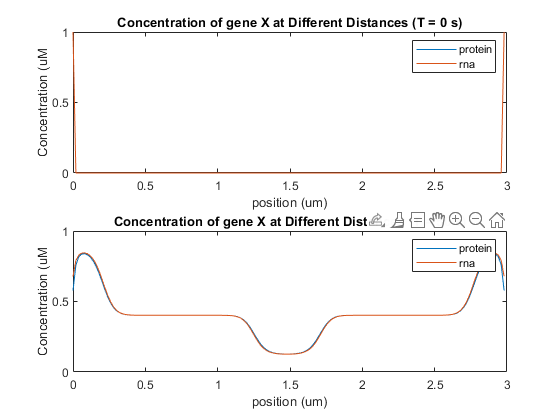 Concentration of gene X at Different Distances (T = 0 s)
Concentration (uM
1
0.5
0
protein
rna
0 0.5 1 1.5 2 2.5 3
position (um)
Concentration of gene X at Different Dist
Concentration (uM
1
0.5
0
protein
rna
0 0.5 1 1.5 2 2.5 3
position (um)